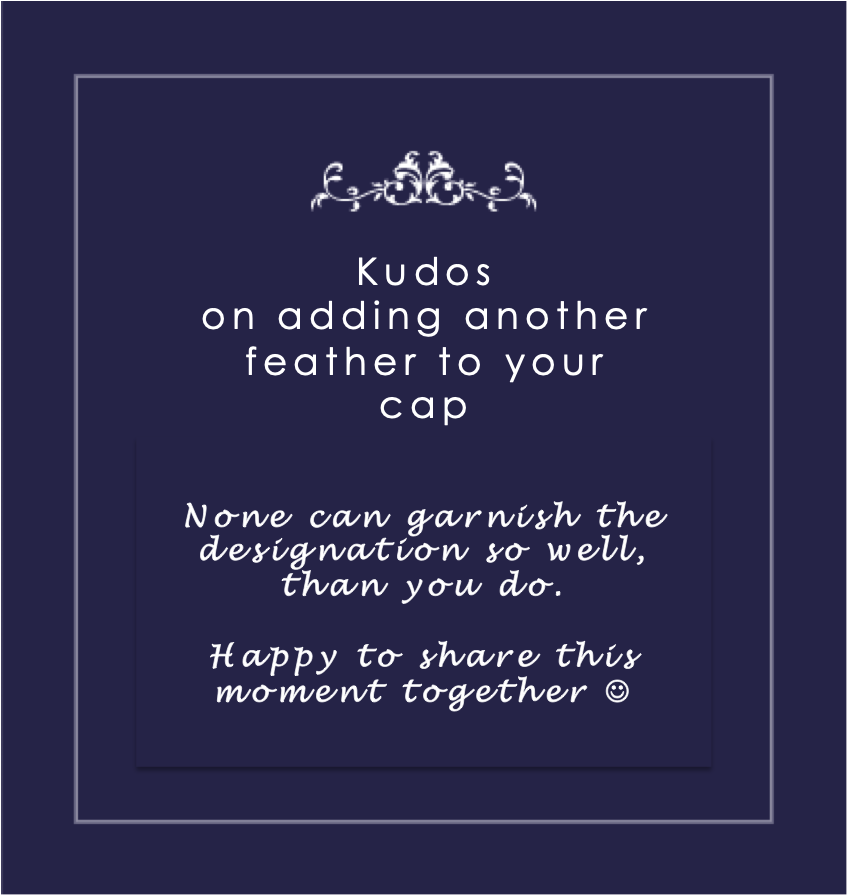 Kudos
on adding another
feather to your
cap
None can garnish the
designation so well,
than you do.
Happy to share this
moment together ☺